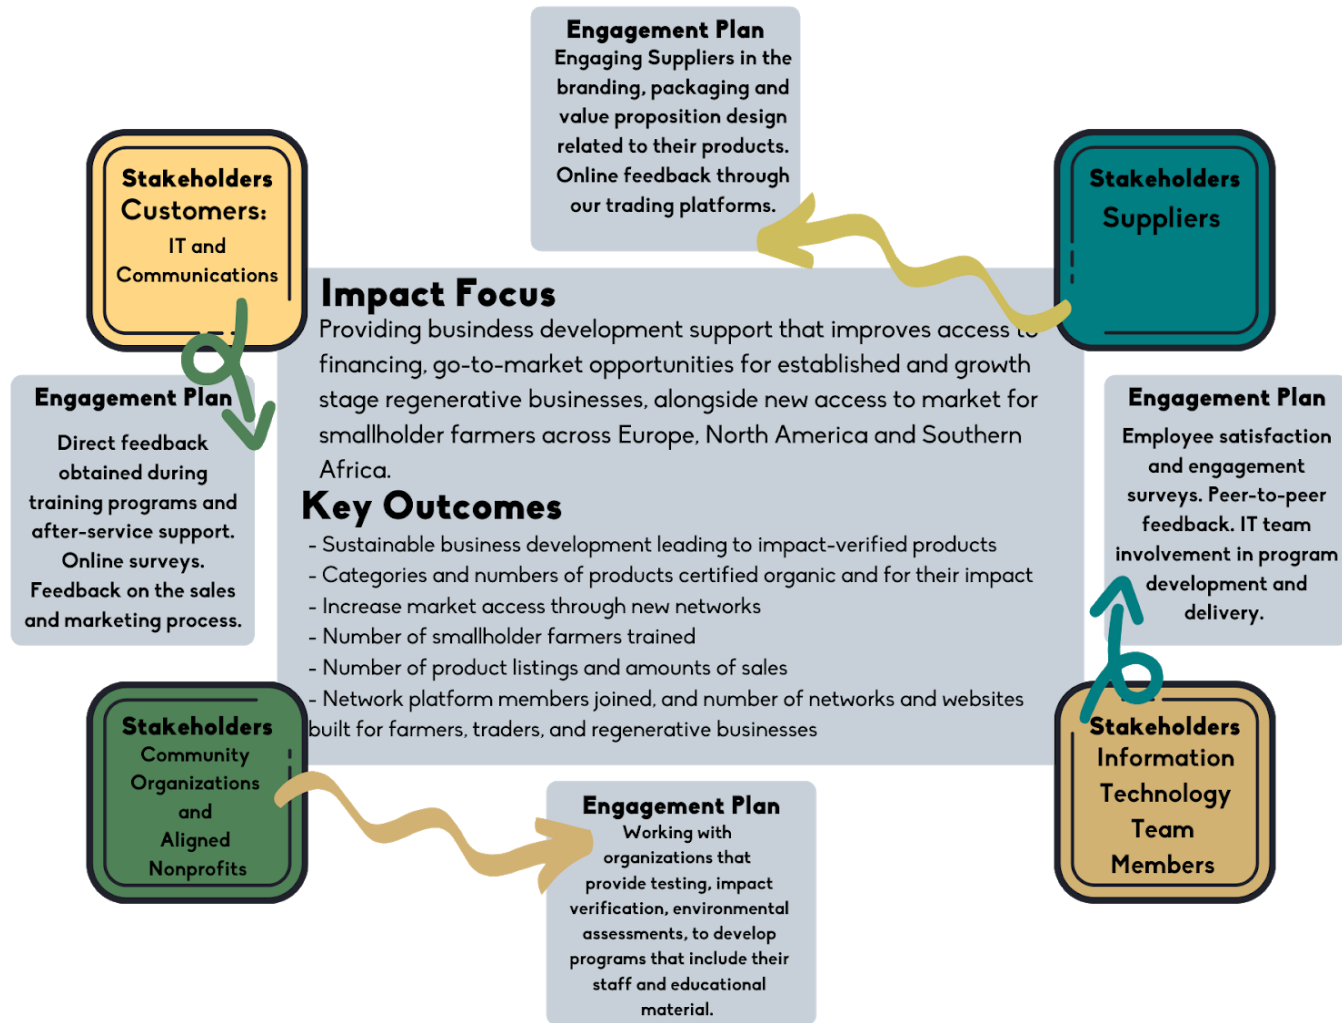 Engagement Plan
Engaging Suppliers in the
branding, packaging and
value proposition design
related to their products.
Online feedback through
our trading platforms.
Stakeholders
Customers:
IT and
Communications
Stakeholders
Suppliers
Impact Focus
Providing busindess development support that improves access to
financing, go-to-market opportunities for established and growth
stage regenerative businesses, alongside new access to market for
smallholder farmers across Europe, North America and Southern
Africa.
Engagement Plan
Direct feedback
obtained during
training programs and
after-service support.
Online surveys.
Feedback on the sales
and marketing process.
Engagement Plan
Employee satisfaction
and engagement
surveys. Peer-to-peer
feedback. IT team
involvement in program
development and
delivery.
Key Outcomes
- Sustainable business development leading to impact-verified products
- Categories and numbers of products certified organic and for their impact
- Increase market access through new networks
- Number of smallholder farmers trained
- Number of product listings and amounts of sales
- Network platform members joined, and number of networks and websites
built for farmers, traders, and regenerative businesses
Stakeholders
Community
Organizations
and
Aligned
Nonprofits
Stakeholders
Information
Technology
Team
Members
Engagement Plan
Working with
organizations that
provide testing, impact
verification, environmental
assessments, to develop
programs that include their
staff and educational
material.